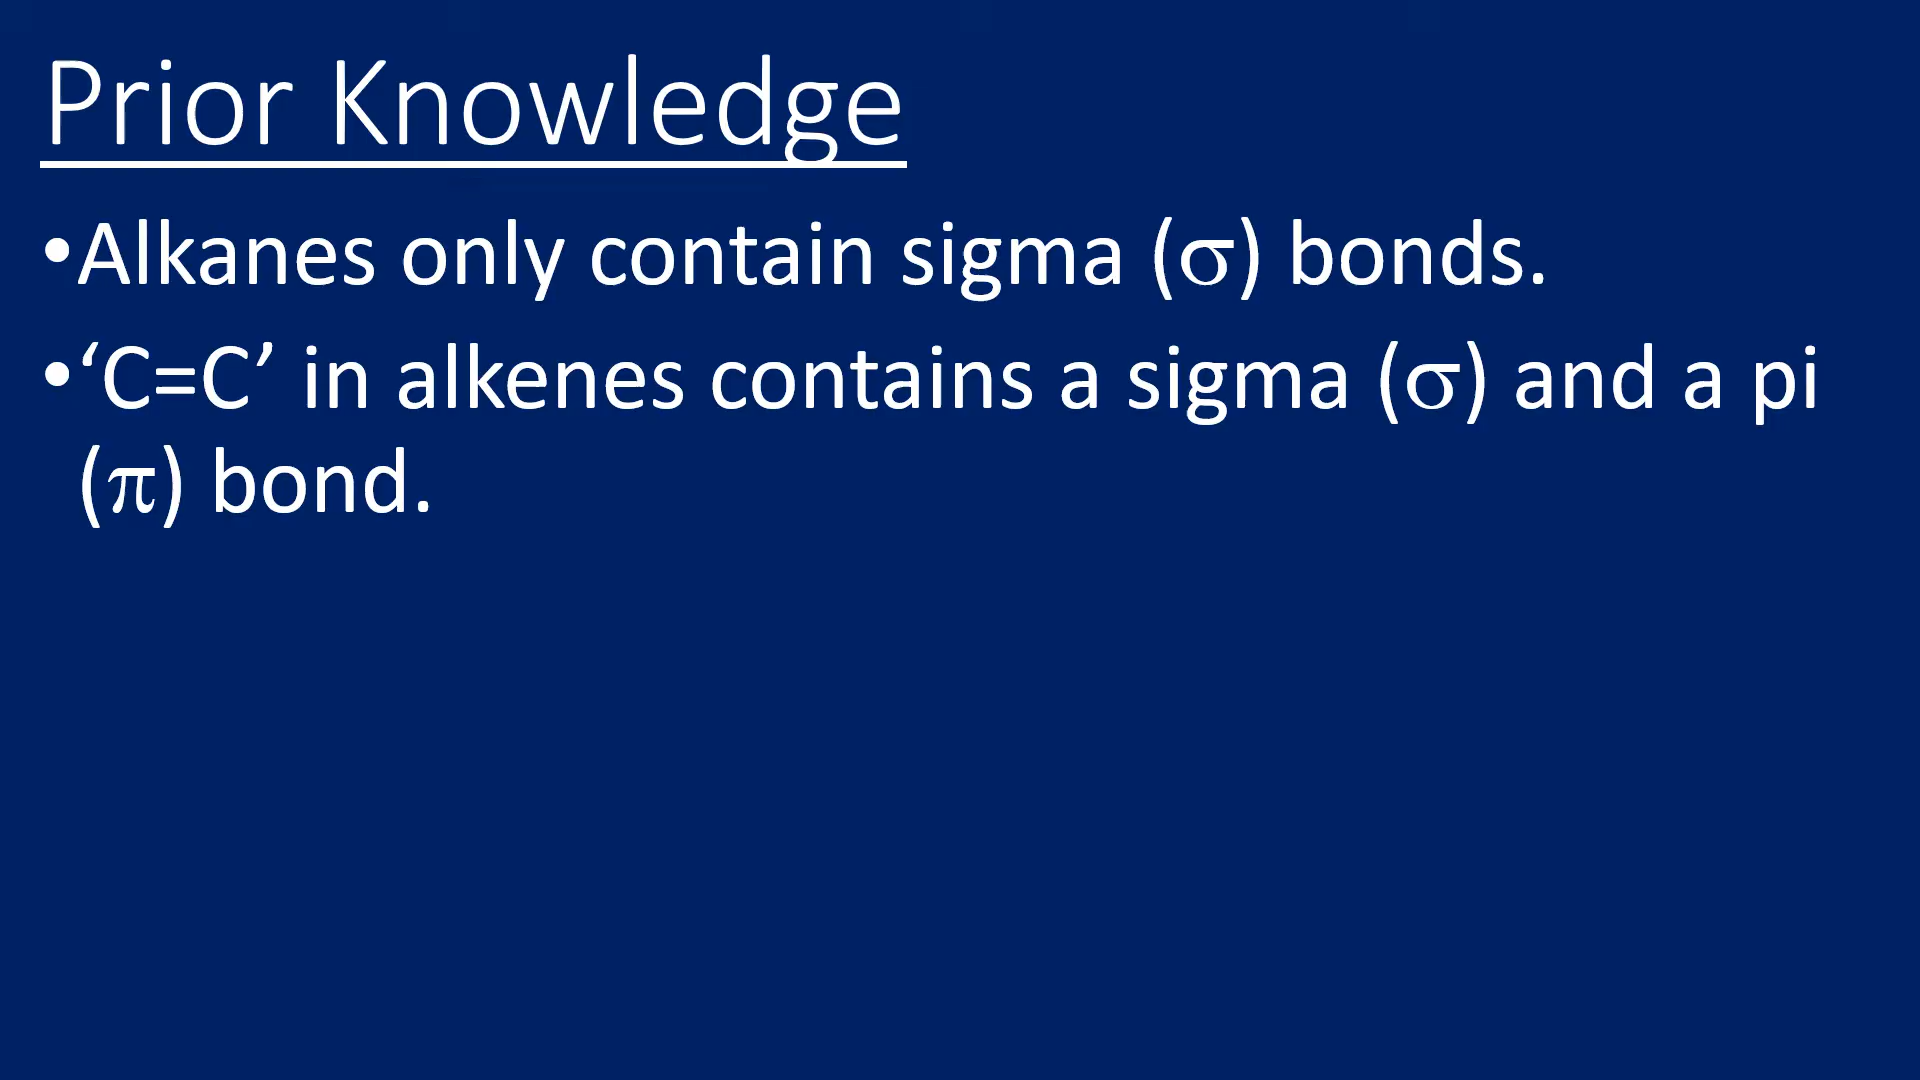 Prior Knowledge
•Alkanes only contain sigma (σ) bonds.
•‘C=C’ in alkenes contains a sigma (σ) and a pi
(π) bond.